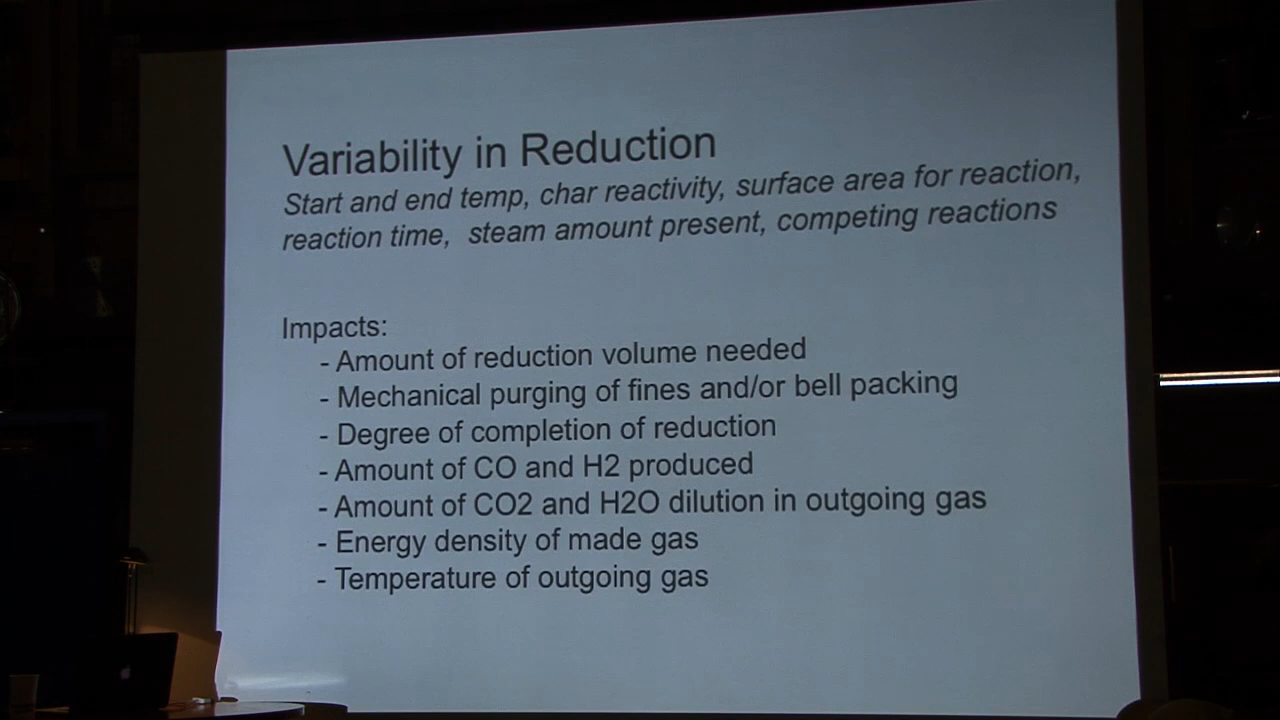 Variability in Reduction
Start and end temp, char reactivity, surface area for reaction,
reaction time,  steam amount present, competing reactions
Impacts:
- Amount of reduction volume needed
- Mechanical purging of fines and/or bell packing
- Degree of completion of reduction
- Amount of CO and H2 produced
- Amount of CO2 and H2O dilution in outgoing gas
- Energy density of made gas
- Temperature of outgoing gas